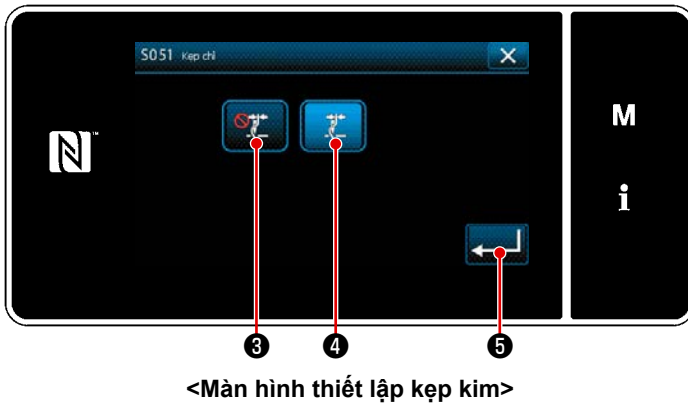 S051 Kẹp chỉ
M
i
❸ ❹ ❺
<Màn hình thiết lập kẹp kim>